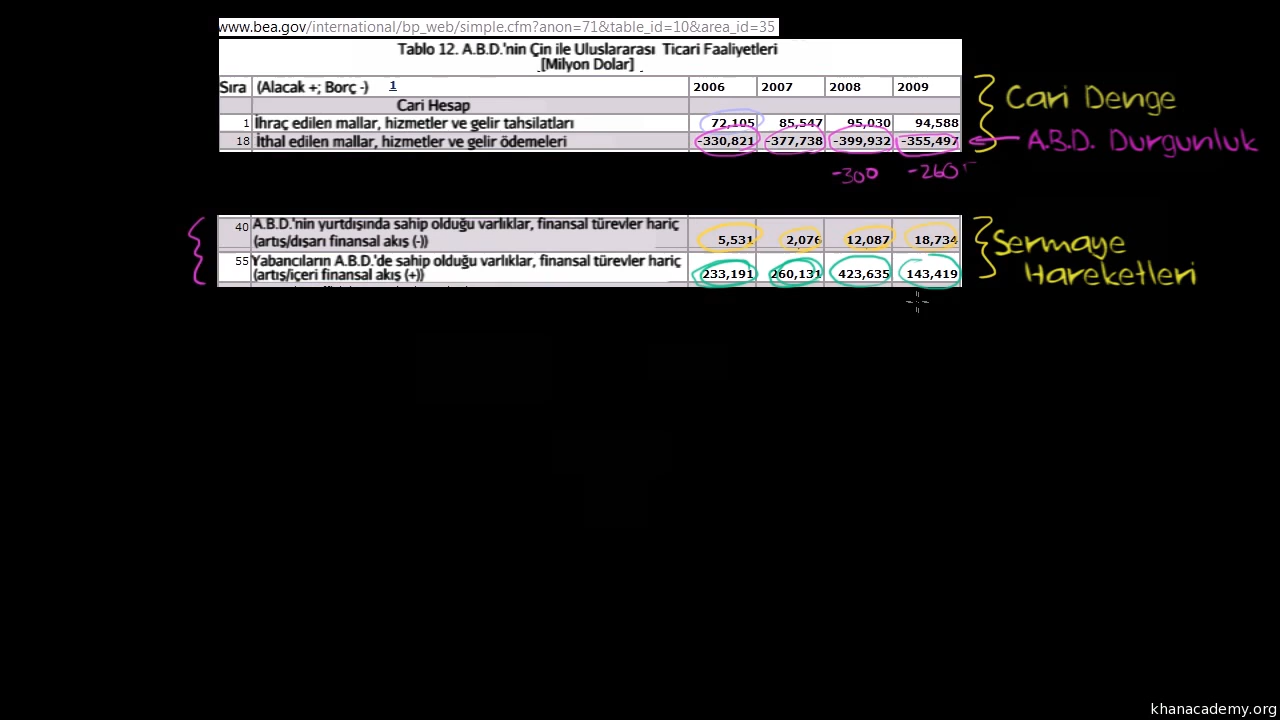 www.bea.gov/international/bp_web/simple.cfm?anon=71&table_id=10&area_id=35
Tablo 12. A.B.D.'nin Çin ile Uluslararası Ticari Faaliyetleri
[Milyon Dolar]
Sıra (Alacak +; Borç -) 1 2006 2007 2008 2009
Cari Hesap
1 İhraç edilen mallar, hizmetler ve gelir tahsilatları 72,105 85,547 95,030 94,588
18 İthal edilen mallar, hizmetler ve gelir ödemeleri -330,821 -377,738 -399,932 -355,497
Cari Denge
A.B.D. Durgunluk
-300 -260
40 A.B.D.'nin yurtdışında sahip olduğu varlıklar, finansal türevler hariç
(artış/dışarı finansal akış (-)) 5,531 2,076 12,087 18,734
55 Yabancıların A.B.D.'de sahip olduğu varlıklar, finansal türevler hariç
(artış/içeri finansal akış (+)) 233,191 260,131 423,635 143,419
Sermaye
Hareketleri
khanacademy.org